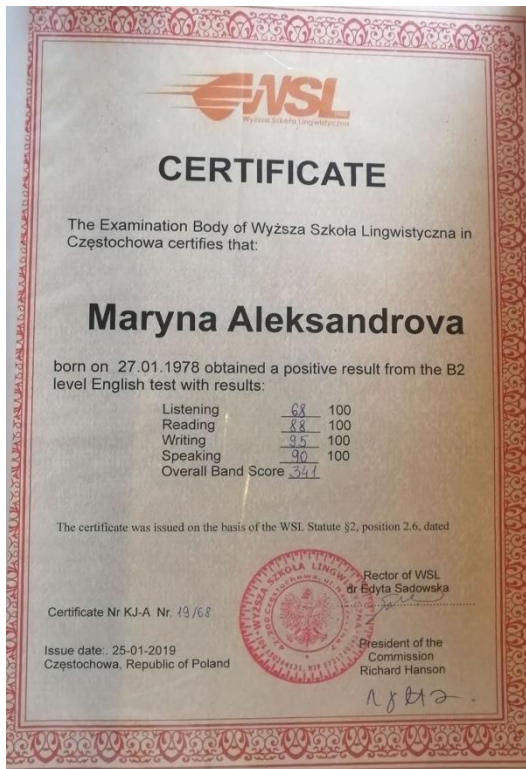 WSL
Wyższa Szkoła Lingwistyczna
CERTIFICATE
The Examination Body of Wyższa Szkoła Lingwistyczna in
Częstochowa certifies that:
Maryna Aleksandrova
born on 27.01.1978 obtained a positive result from the B2
level English test with results:
Listening 68 100
Reading 88 100
Writing 95 100
Speaking 90 100
Overall Band Score 341
The certificate was issued on the basis of the WSL Statute §2, position 2.6, dated
WYŻSZA SZKOŁA LINGW
Rector of WSL
dr Edyta Sadowska
Certificate Nr KJ-A Nr. 19/68
Issue date:. 25-01-2019
Częstochowa, Republic of Poland
President of the
Commission
Richard Hanson